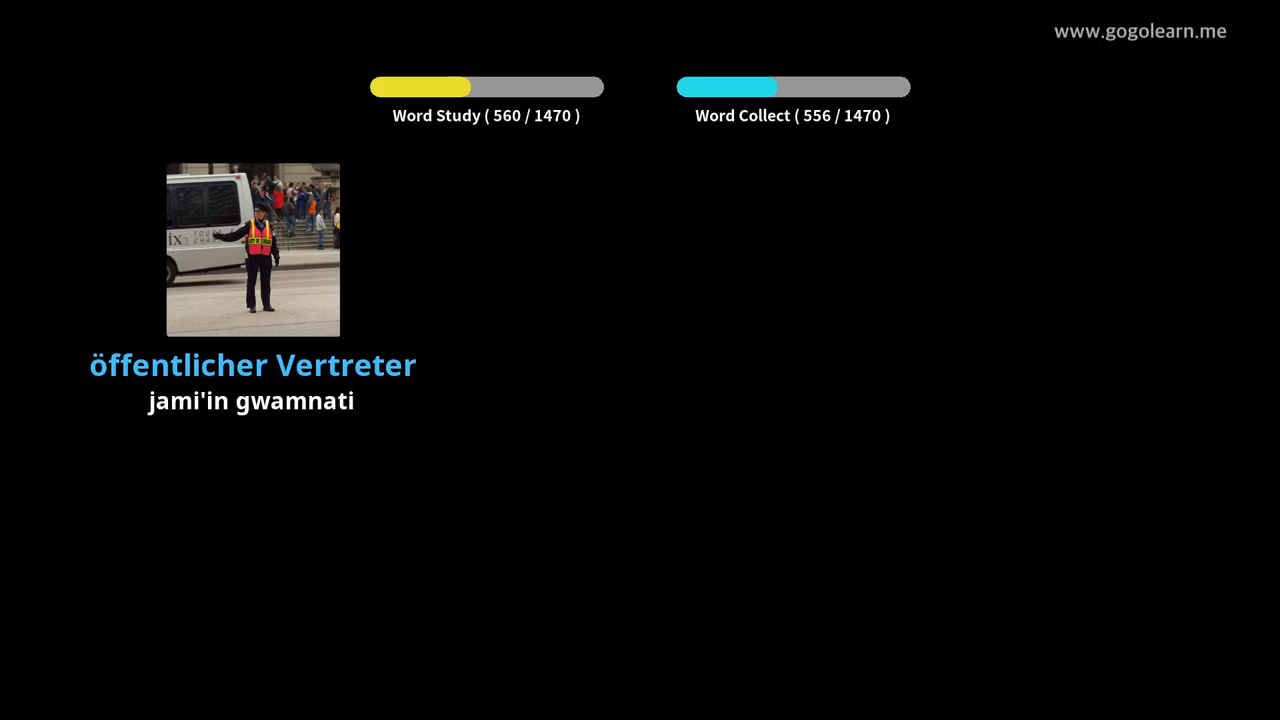 www.gogolearn.me
Word Study ( 560 / 1470 )
Word Collect ( 556 / 1470 )
öffentlicher Vertreter
jami'in gwamnati